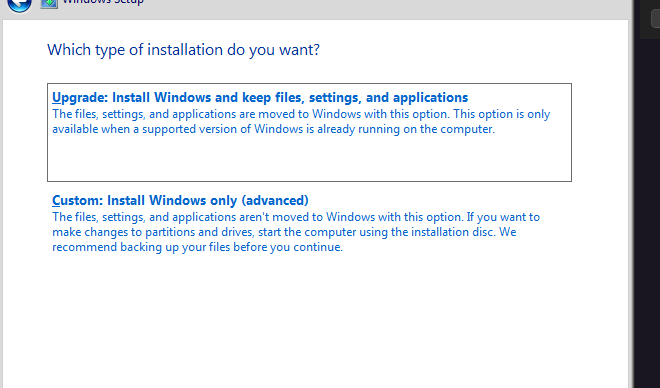 Windows Setup
Which type of installation do you want?
Upgrade: Install Windows and keep files, settings, and applications
The files, settings, and applications are moved to Windows with this option. This option is only
available when a supported version of Windows is already running on the computer.
Custom: Install Windows only (advanced)
The files, settings, and applications aren't moved to Windows with this option. If you want to
make changes to partitions and drives, start the computer using the installation disc. We
recommend backing up your files before you continue.